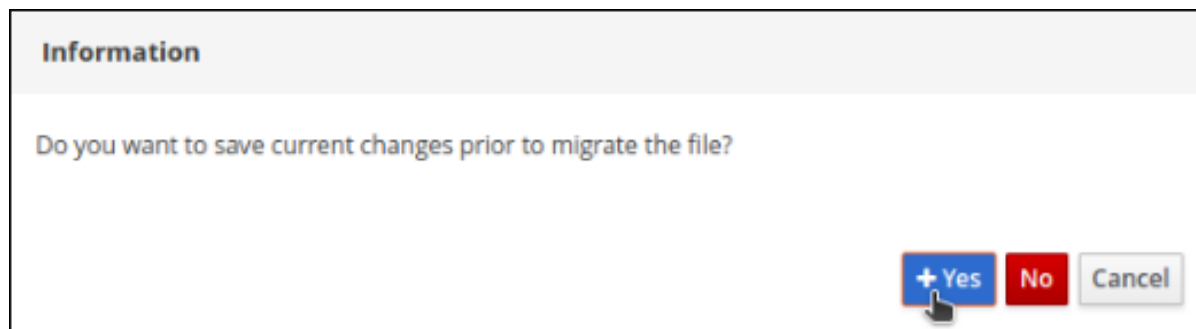 Information
Do you want to save current changes prior to migrate the file?
+ Yes No Cancel